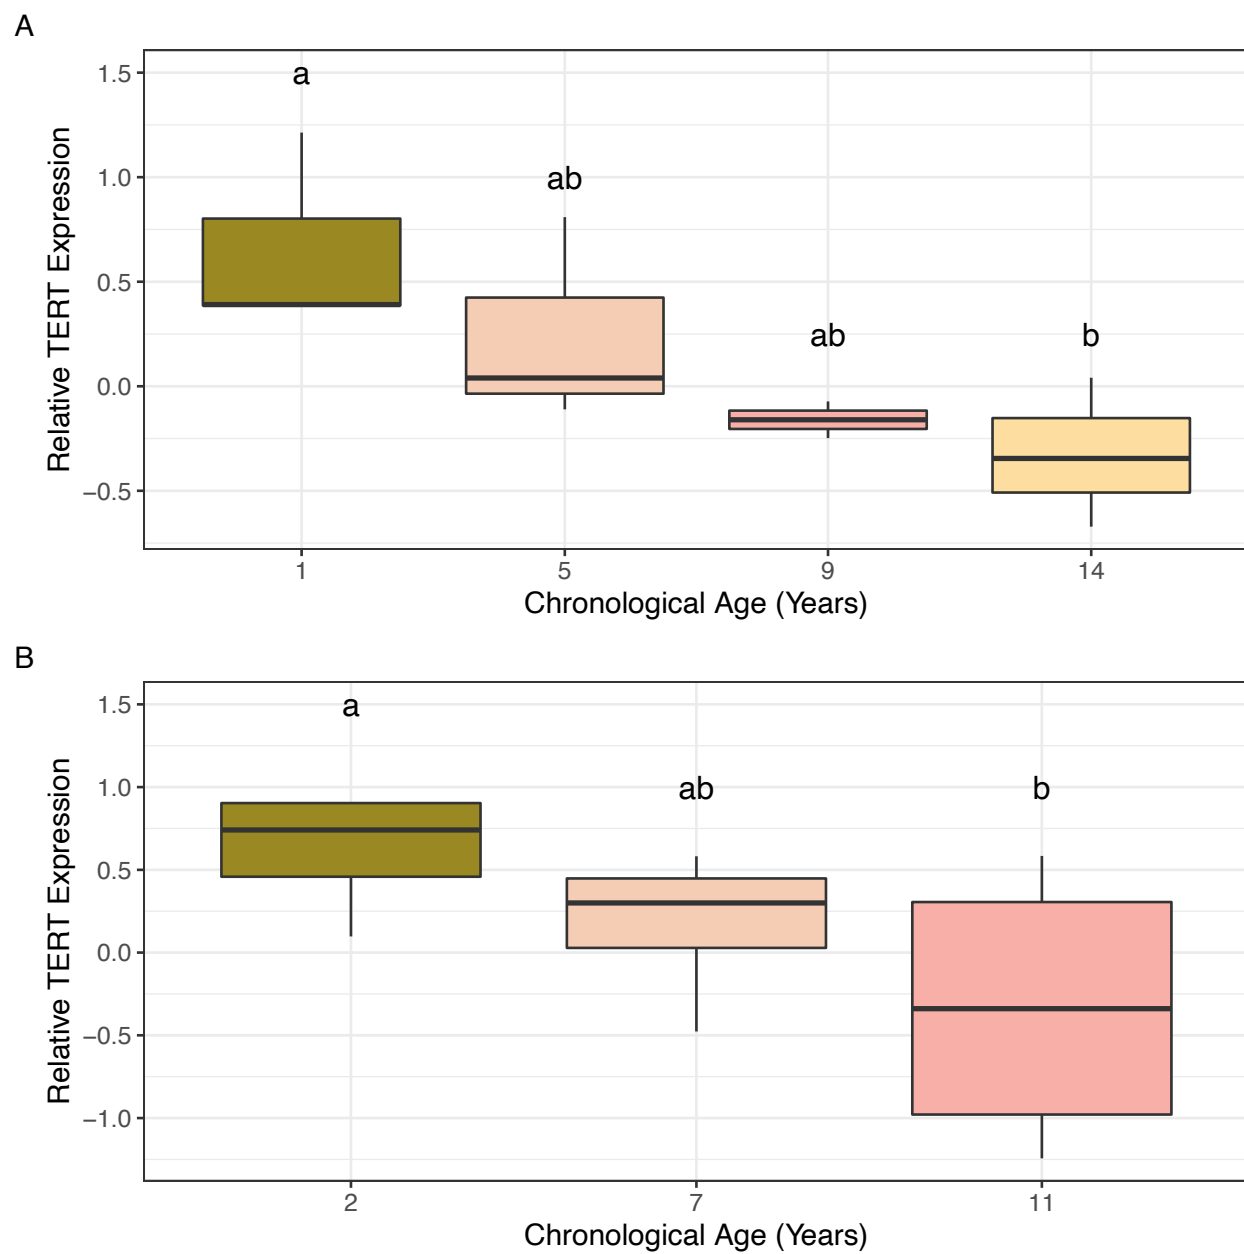 A
1.5
1.0
0.5
0.0
−0.5
Relative TERT Expression
a
ab
ab
b
1 5 9 14
Chronological Age (Years)
B
1.5
1.0
0.5
0.0
−0.5
−1.0
Relative TERT Expression
a
ab
b
2 7 11
Chronological Age (Years)